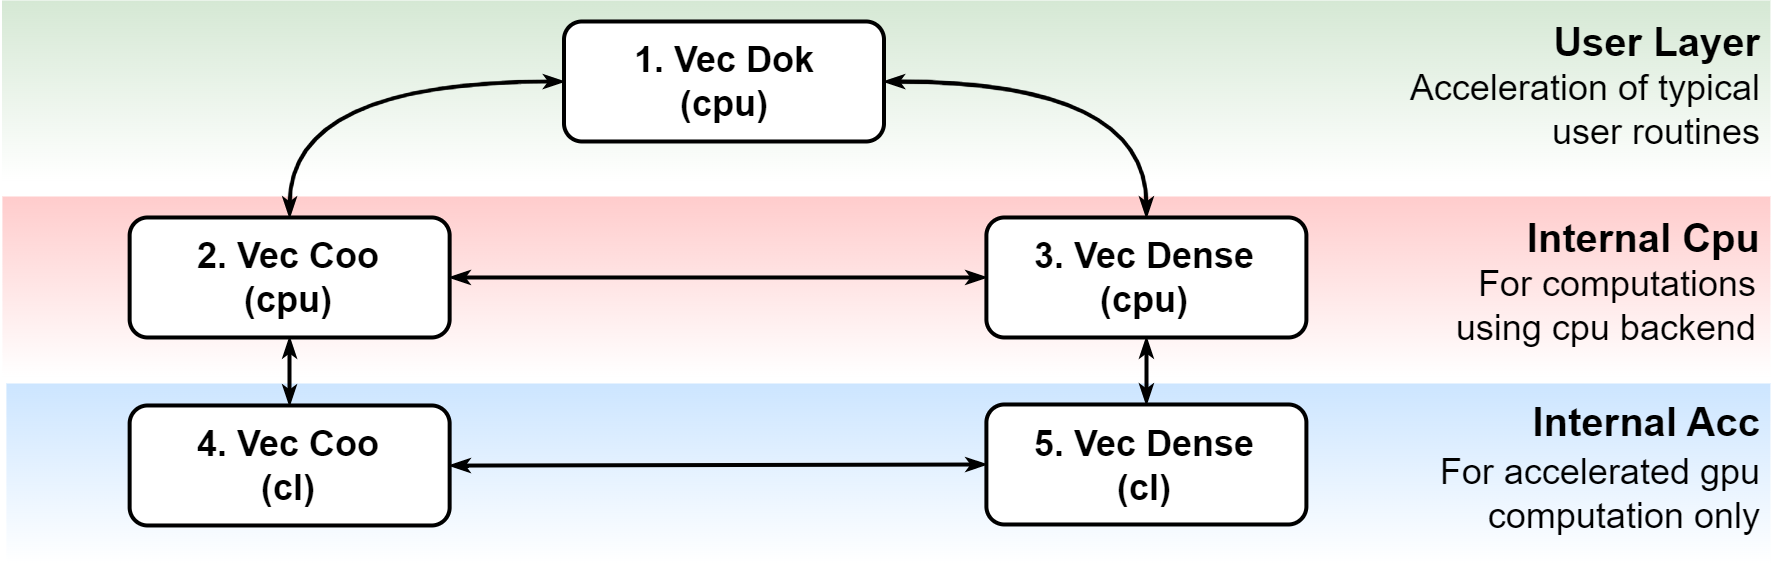 1. Vec Dok
(cpu)
User Layer
Acceleration of typical
user routines
2. Vec Coo
(cpu)
3. Vec Dense
(cpu)
Internal Cpu
For computations
using cpu backend
4. Vec Coo
(cl)
5. Vec Dense
(cl)
Internal Acc
For accelerated gpu
computation only